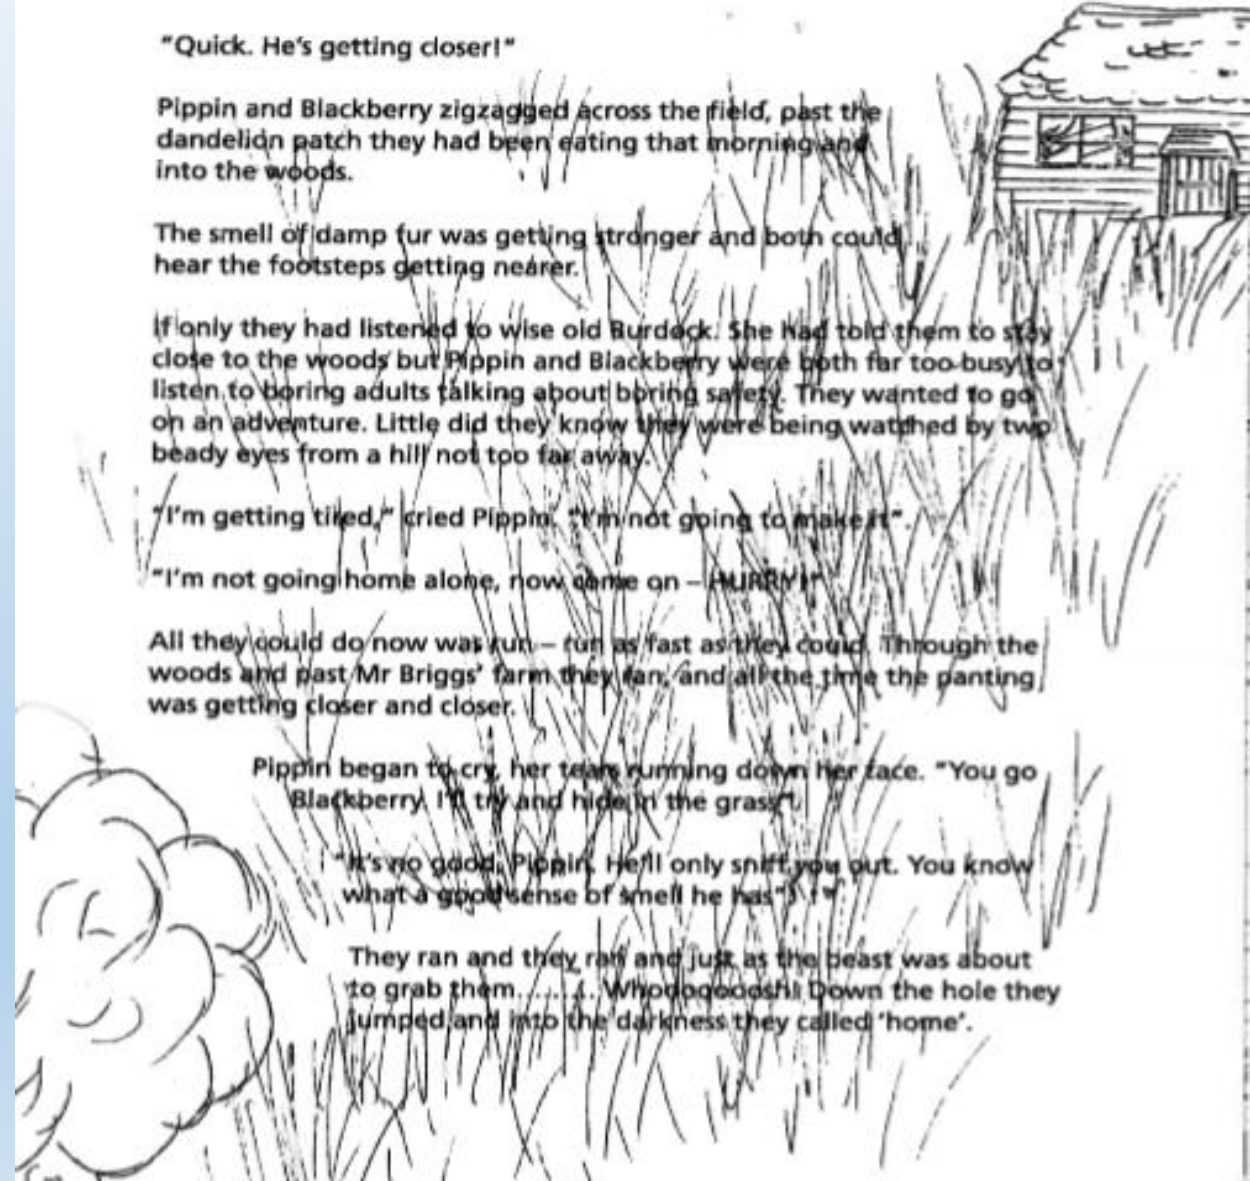 "Quick. He's getting closer!"
Pippin and Blackberry zigzagged across the field, past the
dandelion patch they had been eating that morning and
into the woods.
The smell of damp fur was getting stronger and both could
hear the footsteps getting nearer.
If only they had listened to wise old Burdock. She had told them to stay
close to the woods but Pippin and Blackberry were both far too busy to
listen to boring adults talking about boring safety. They wanted to go
on an adventure. Little did they know they were being watched by two
beady eyes from a hill not too far away.
"I'm getting tired," cried Pippin. "I'm not going to make it".
"I'm not going home alone, now come on – HURRY!"
All they could do now was run – run as fast as they could. Through the
woods and past Mr Briggs' farm they ran, and all the time the panting
was getting closer and closer.
Pippin began to cry, her tears running down her face. "You go
Blackberry. I'll try and hide in the grass".
"It's no good, Pippin. He'll only sniff you out. You know
what a good sense of smell he has"
They ran and they ran and just as the beast was about
to grab them........ Whoooooooosh! Down the hole they
jumped and into the darkness they called 'home'.